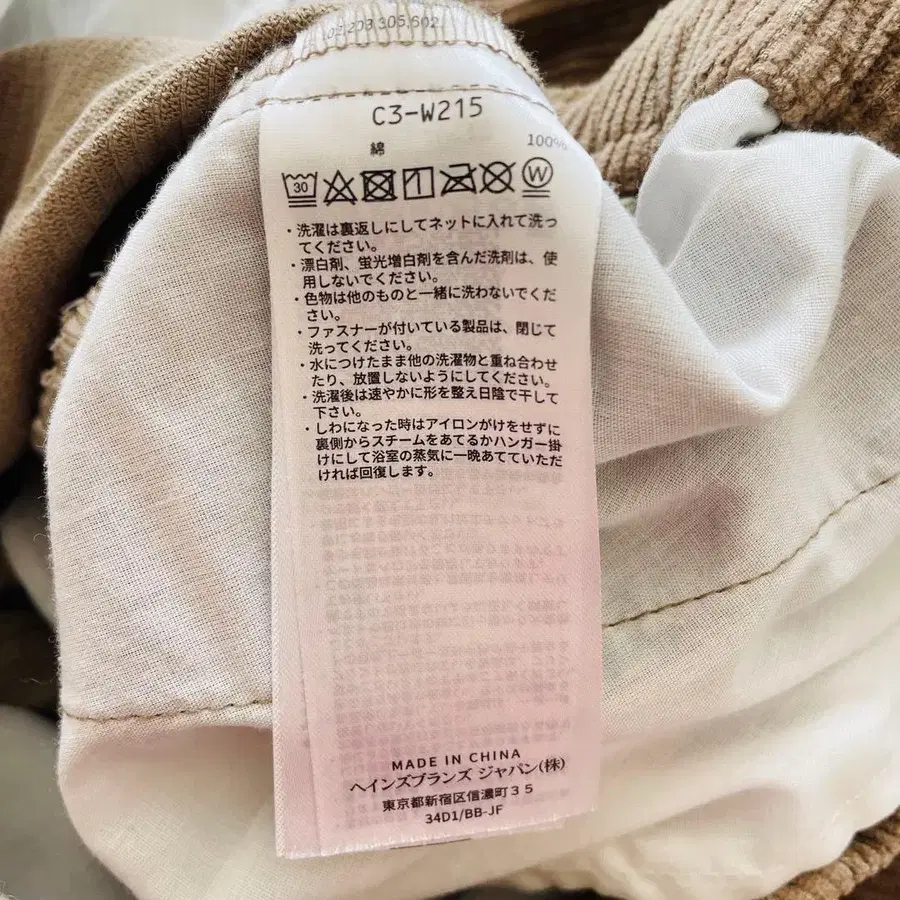 C3-W215
綿 100%
30
W
・洗濯は裏返しにしてネットに入れて洗っ
てください。
・漂白剤、蛍光増白剤を含んだ洗剤は、使
用しないでください。
・色物は他のものと一緒に洗わないでくだ
さい。
・ファスナーが付いている製品は、閉じて
洗ってください。
・水につけたまま他の洗濯物と重ね合わせ
たり、放置しないようにしてください。
・洗濯後は速やかに形を整え日陰で干して
下さい。
・しわになった時はアイロンがけをせずに
裏側からスチームをあてるかハンガー掛
けにして浴室の蒸気に一晩あてていただ
ければ回復します。
MADE IN CHINA
ヘインズブランズ ジャパン(株)
東京都新宿区信濃町35
34D1/BB-JF